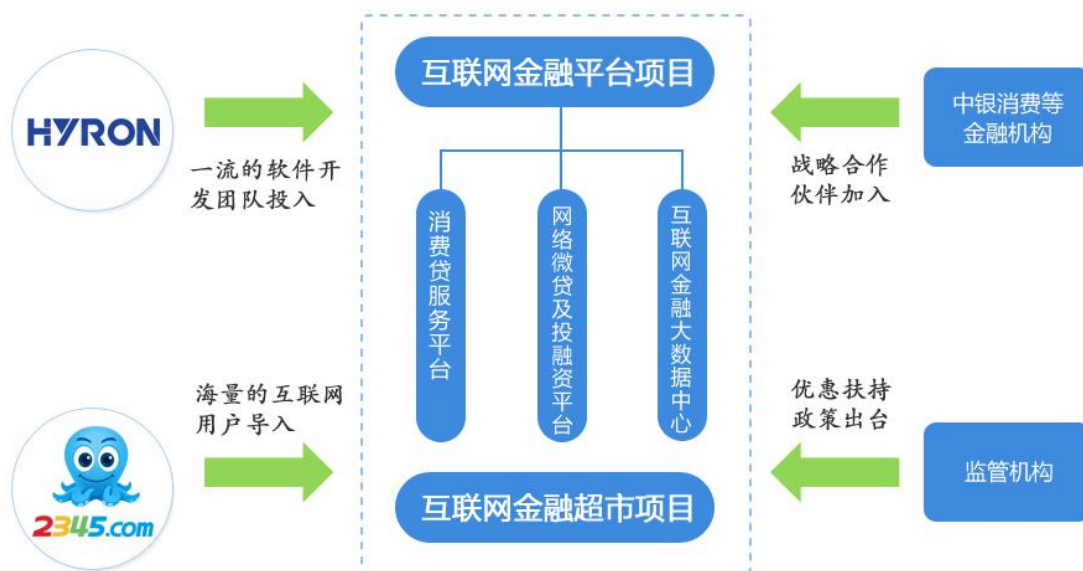 互联网金融平台项目
HYRON
一流的软件开
发团队投入
中银消费等
金融机构
战略合作
伙伴加入
消费贷服务平台
网络微贷及投融资平台
互联网金融大数据中心
海量的互联网
用户导入
2345.com
优惠扶持
政策出台
监管机构
互联网金融超市项目